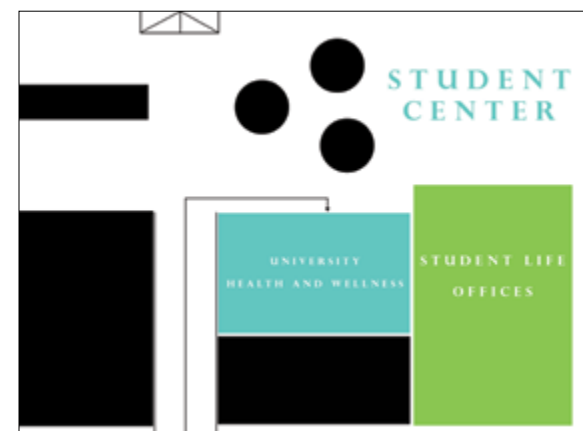 STUDENT
CENTER
UNIVERSITY
HEALTH AND WELLNESS
STUDENT LIFE
OFFICES